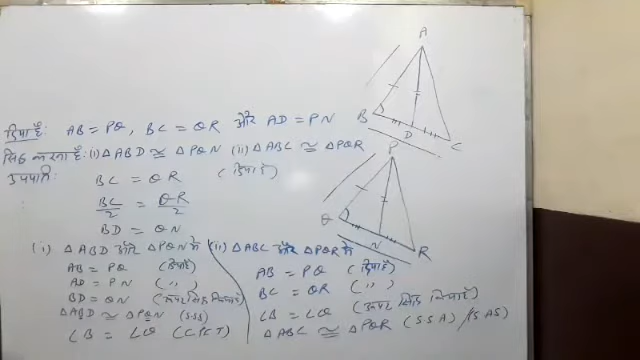 दिया है: AB = PQ, BC = QR और AD = PN
सिद्ध करना है: (i) △ABD ≅ △PQN (ii) △ABC ≅ △PQR
उपपत्ति:
BC = QR (दिया है)
BC/2 = QR/2
BD = QN
(i) △ABD और △PQN में
AB = PQ (दिया है)
AD = PN (")
BD = QN (ऊपर सिद्ध किया है)
△ABD ≅ △PQN (SSS)
∠B = ∠Q (CPCT)
(ii) △ABC और △PQR में
AB = PQ (दिया है)
BC = QR (")
∠B = ∠Q (ऊपर सिद्ध किया है)
△ABC ≅ △PQR (SSA)/(SAS)
A
B
D
C
P
Q
N
R